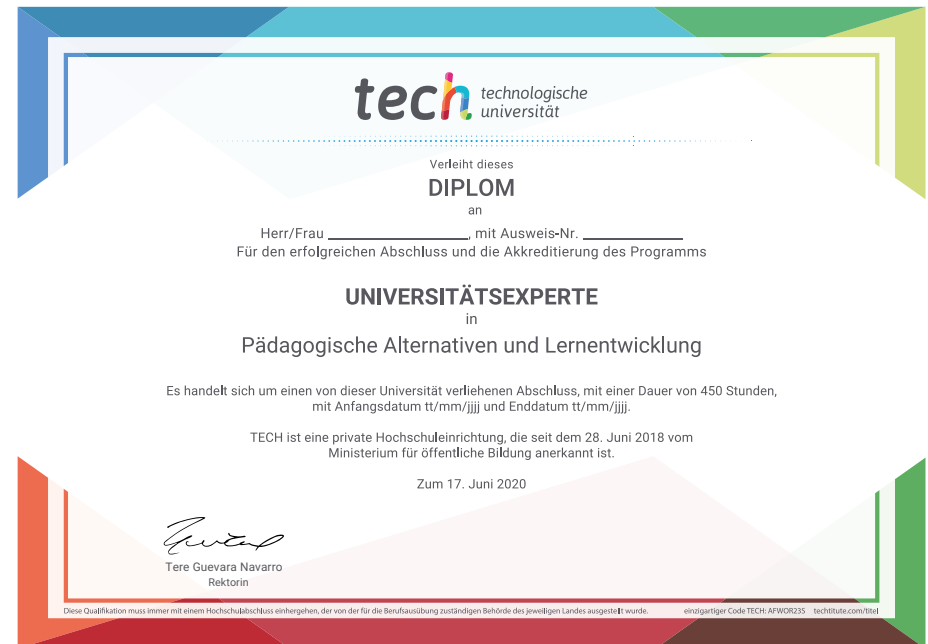 tech technologische
universität
Verleiht dieses
DIPLOM
an
Herr/Frau ____________________, mit Ausweis-Nr. ______________
Für den erfolgreichen Abschluss und die Akkreditierung des Programms
UNIVERSITÄTSEXPERTE
in
Pädagogische Alternativen und Lernentwicklung
Es handelt sich um einen von dieser Universität verliehenen Abschluss, mit einer Dauer von 450 Stunden,
mit Anfangsdatum tt/mm/jjjj und Enddatum tt/mm/jjjj.
TECH ist eine private Hochschuleinrichtung, die seit dem 28. Juni 2018 vom
Ministerium für öffentliche Bildung anerkannt ist.
Zum 17. Juni 2020
Tere Guevara Navarro
Rektorin
Diese Qualifikation muss immer mit einem Hochschulabschluss einhergehen, der von der für die Berufsausübung zuständigen Behörde des jeweiligen Landes ausgestellt wurde. einzigartiger Code TECH: AFWOR23S techtitute.com/titel